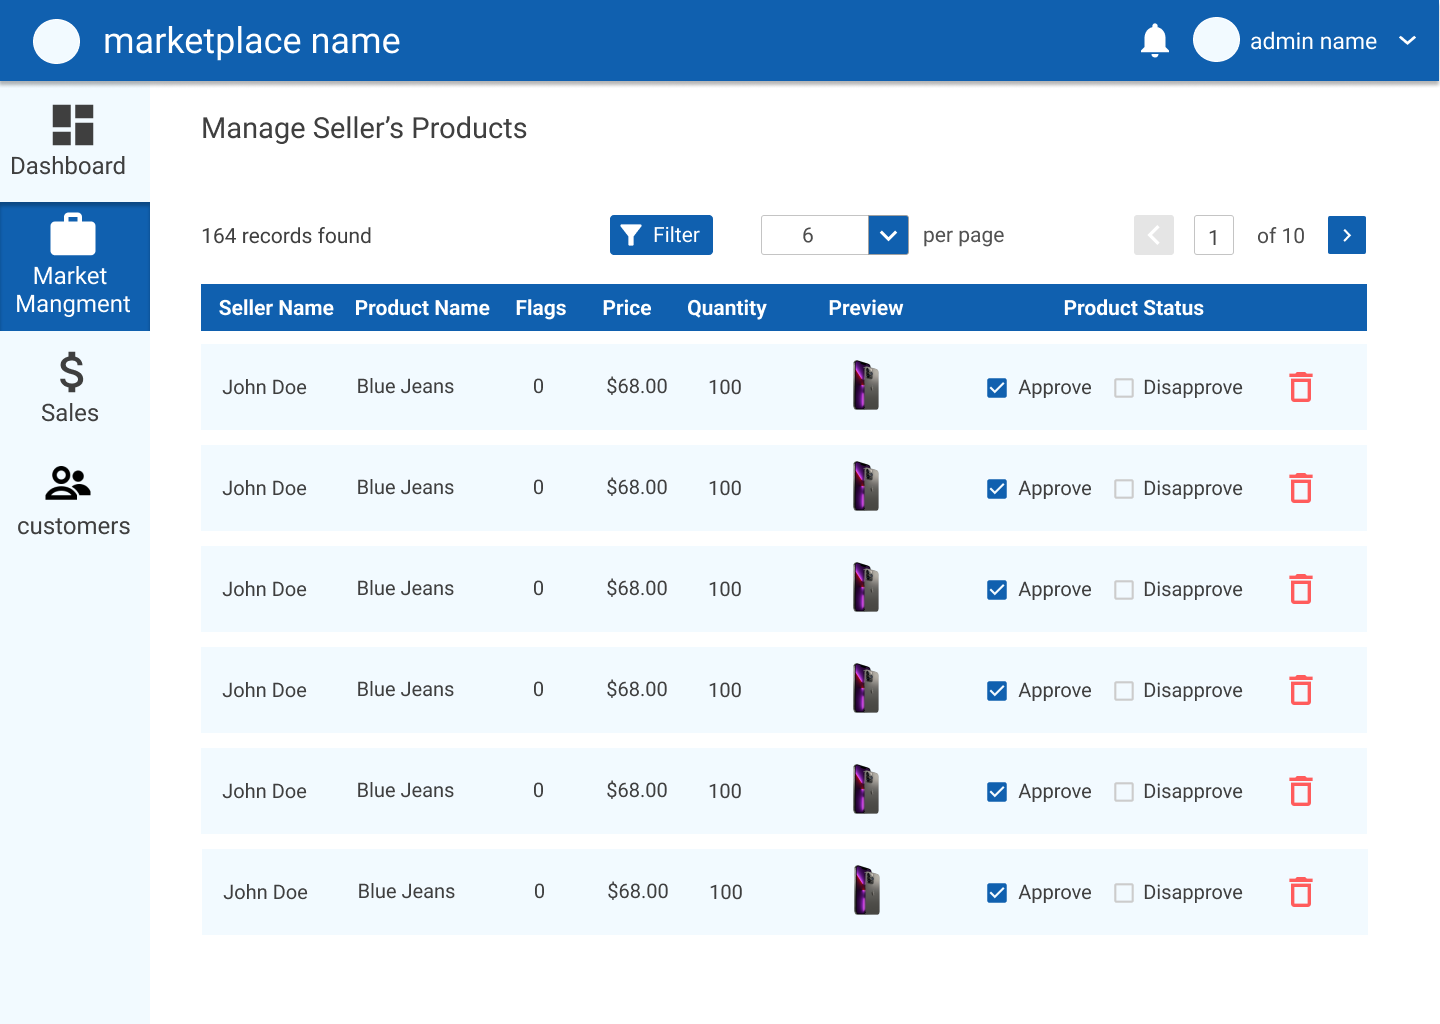 marketplace name
admin name
Dashboard
Market
Mangment
Sales
customers
Manage Seller’s Products
164 records found
Filter
6
per page
1
of 10
Seller Name Product Name Flags Price Quantity Preview Product Status
John Doe Blue Jeans 0 $68.00 100 Approve Disapprove
John Doe Blue Jeans 0 $68.00 100 Approve Disapprove
John Doe Blue Jeans 0 $68.00 100 Approve Disapprove
John Doe Blue Jeans 0 $68.00 100 Approve Disapprove
John Doe Blue Jeans 0 $68.00 100 Approve Disapprove
John Doe Blue Jeans 0 $68.00 100 Approve Disapprove